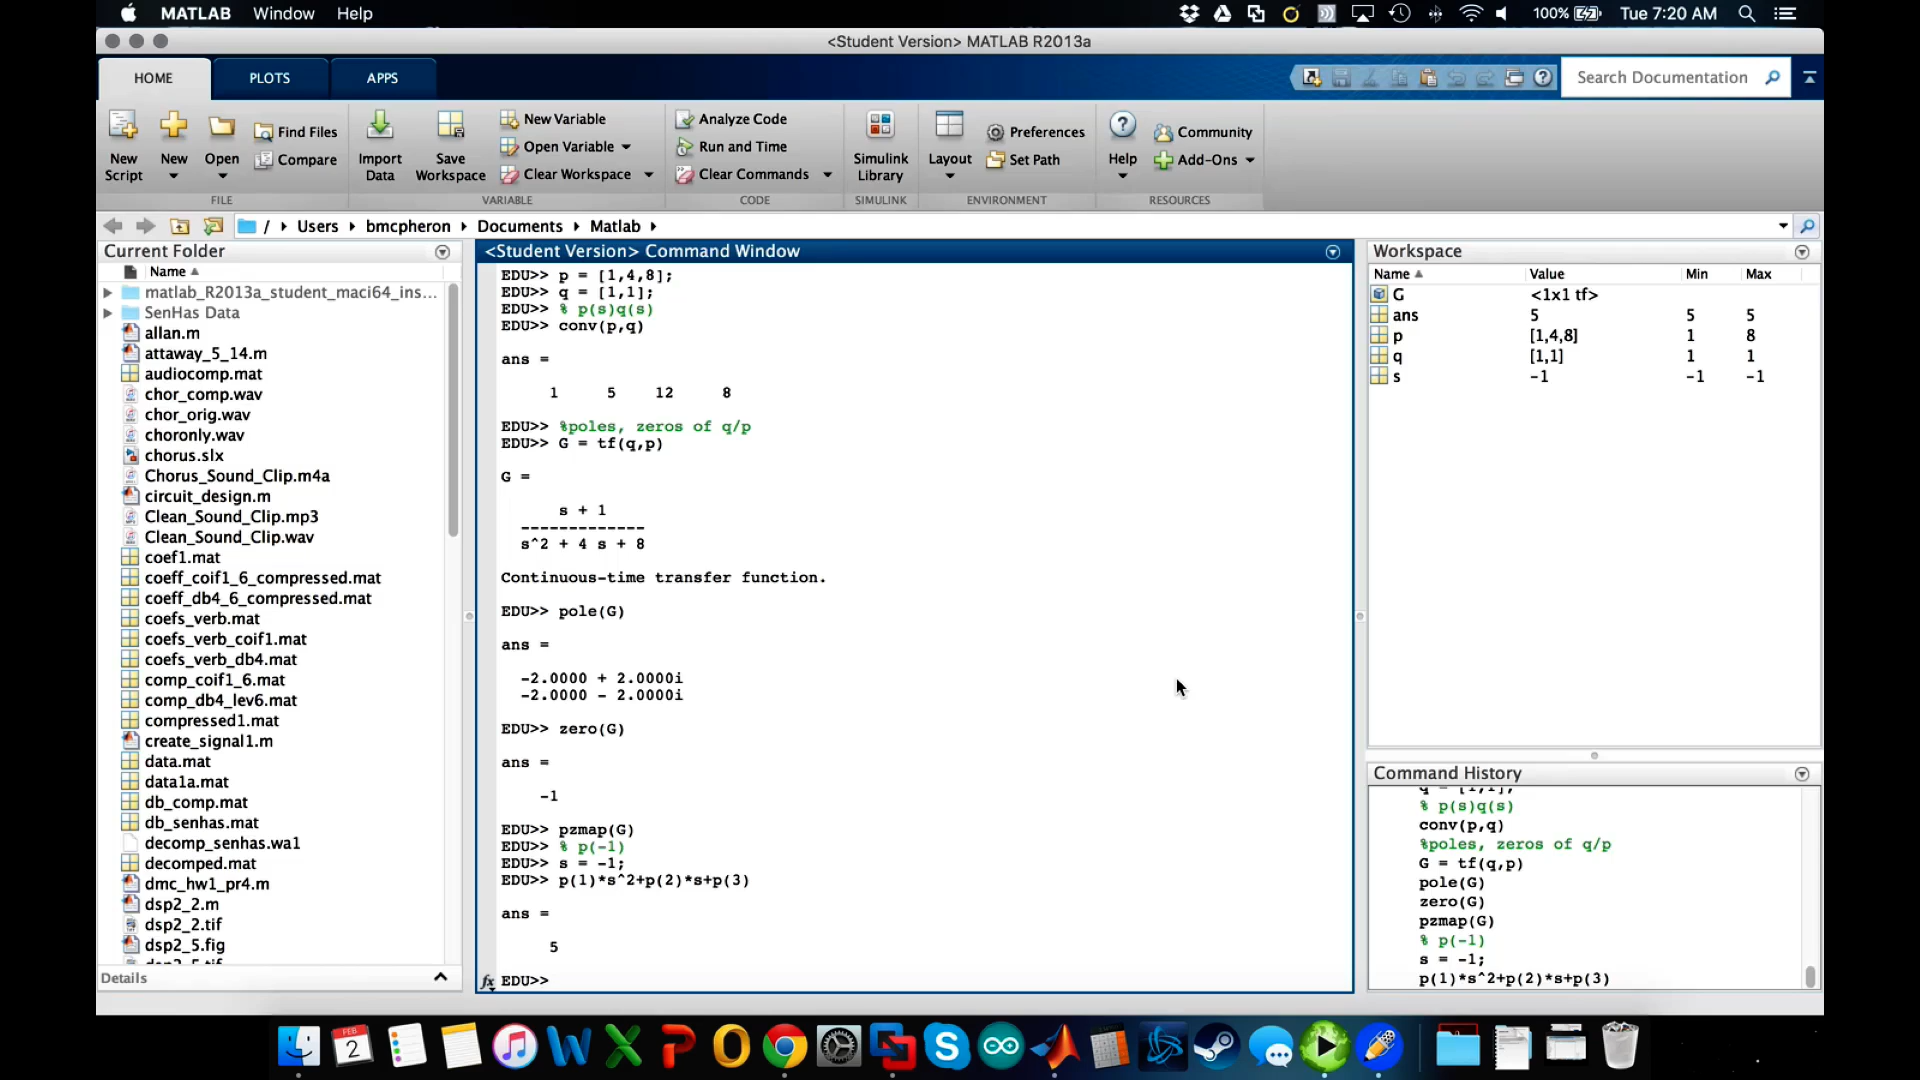 MATLAB Window Help
100% Tue 7:20 AM
<Student Version> MATLAB R2013a
HOME PLOTS APPS
Search Documentation
New Script
New
Open
Find Files
Compare
FILE
Import Data
Save Workspace
New Variable
Open Variable
Clear Workspace
VARIABLE
Analyze Code
Run and Time
Clear Commands
CODE
Simulink Library
SIMULINK
Layout
Preferences
Set Path
ENVIRONMENT
Help
Community
Add-Ons
RESOURCES
/ Users bmcpheron Documents Matlab
Current Folder
Name
matlab_R2013a_student_maci64_ins...
SenHas Data
allan.m
attaway_5_14.m
audiocomp.mat
chor_comp.wav
chor_orig.wav
choronly.wav
chorus.slx
Chorus_Sound_Clip.m4a
circuit_design.m
Clean_Sound_Clip.mp3
Clean_Sound_Clip.wav
coef1.mat
coeff_coif1_6_compressed.mat
coeff_db4_6_compressed.mat
coefs_verb.mat
coefs_verb_coif1.mat
coefs_verb_db4.mat
comp_coif1_6.mat
comp_db4_lev6.mat
compressed1.mat
create_signal1.m
data.mat
data1a.mat
db_comp.mat
db_senhas.mat
decomp_senhas.wa1
decomped.mat
dmc_hw1_pr4.m
dsp2_2.m
dsp2_2.tif
dsp2_5.fig
Details
<Student Version> Command Window
EDU>> p = [1,4,8];
EDU>> q = [1,1];
EDU>> % p(s)q(s)
EDU>> conv(p,q)
ans =
1 5 12 8
EDU>> %poles, zeros of q/p
EDU>> G = tf(q,p)
G =
s + 1
-------------
s^2 + 4 s + 8
Continuous-time transfer function.
EDU>> pole(G)
ans =
-2.0000 + 2.0000i
-2.0000 - 2.0000i
EDU>> zero(G)
ans =
-1
EDU>> pzmap(G)
EDU>> % p(-1)
EDU>> s = -1;
EDU>> p(1)*s^2+p(2)*s+p(3)
ans =
5
fx EDU>>
Workspace
Name Value Min Max
G <1x1 tf>
ans 5 5 5
p [1,4,8] 1 8
q [1,1] 1 1
s -1 -1 -1
Command History
q = [1,1];
% p(s)q(s)
conv(p,q)
%poles, zeros of q/p
G = tf(q,p)
pole(G)
zero(G)
pzmap(G)
% p(-1)
s = -1;
p(1)*s^2+p(2)*s+p(3)
FEB
2